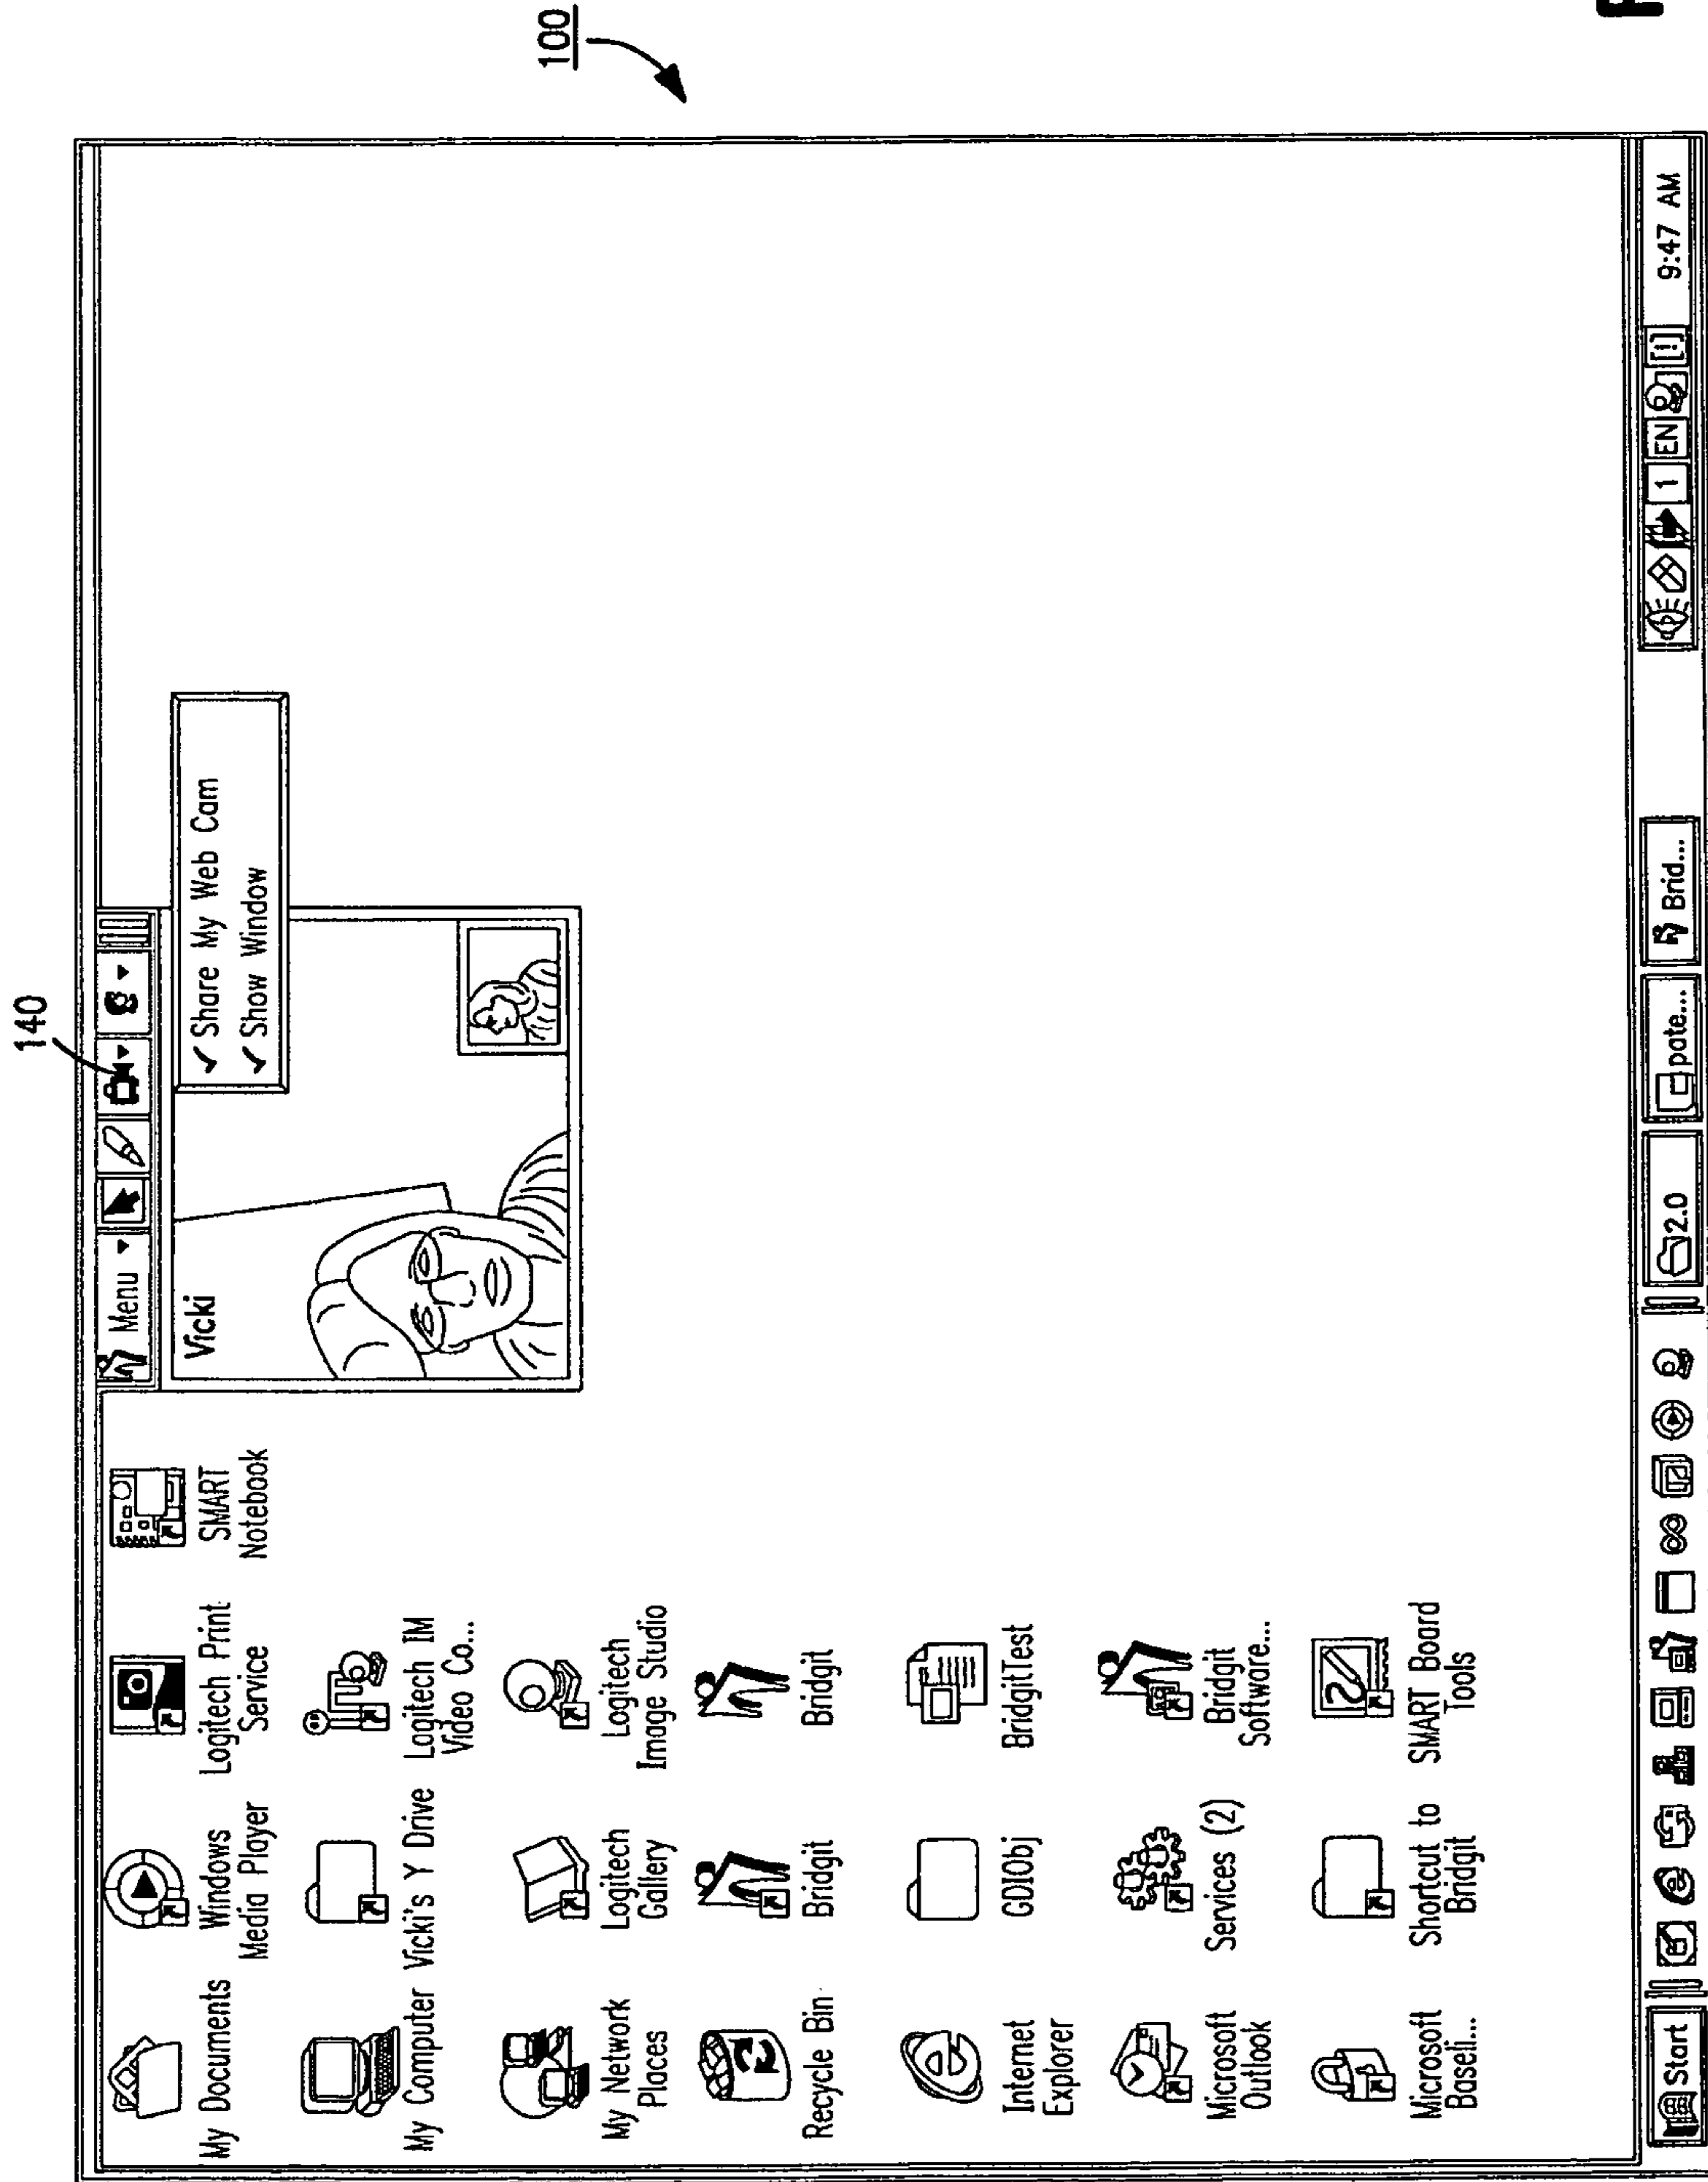 100
140
Menu
Vicki
✓ Share My Web Cam
✓ Show Window
My Documents
Windows
Media Player
Logitech Print
Service
SMART
Notebook
My Computer
Vicki's Y Drive
Logitech IM
Video Co...
My Network
Places
Logitech
Gallery
Logitech
Image Studio
Recycle Bin
Bridgit
Bridgit
Internet
Explorer
GDIObj
BridgitTest
Microsoft
Outlook
Services (2)
Bridgit
Software...
Microsoft
Baseli...
Shortcut to
Bridgit
SMART Board
Tools
Start
2.0
pate...
Brid...
1
EN
9:47 AM